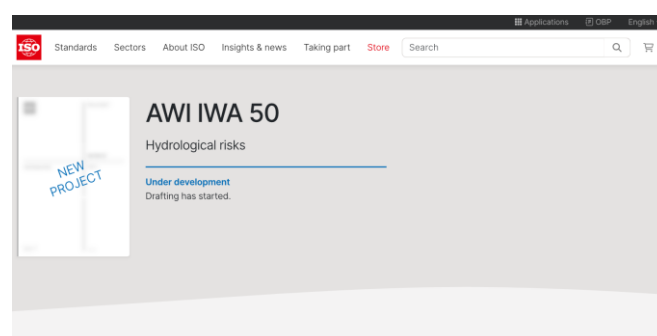 Applications OBP English
ISO Standards Sectors About ISO Insights & news Taking part Store Search
AWI IWA 50
Hydrological risks
NEW
PROJECT
Under development
Drafting has started.